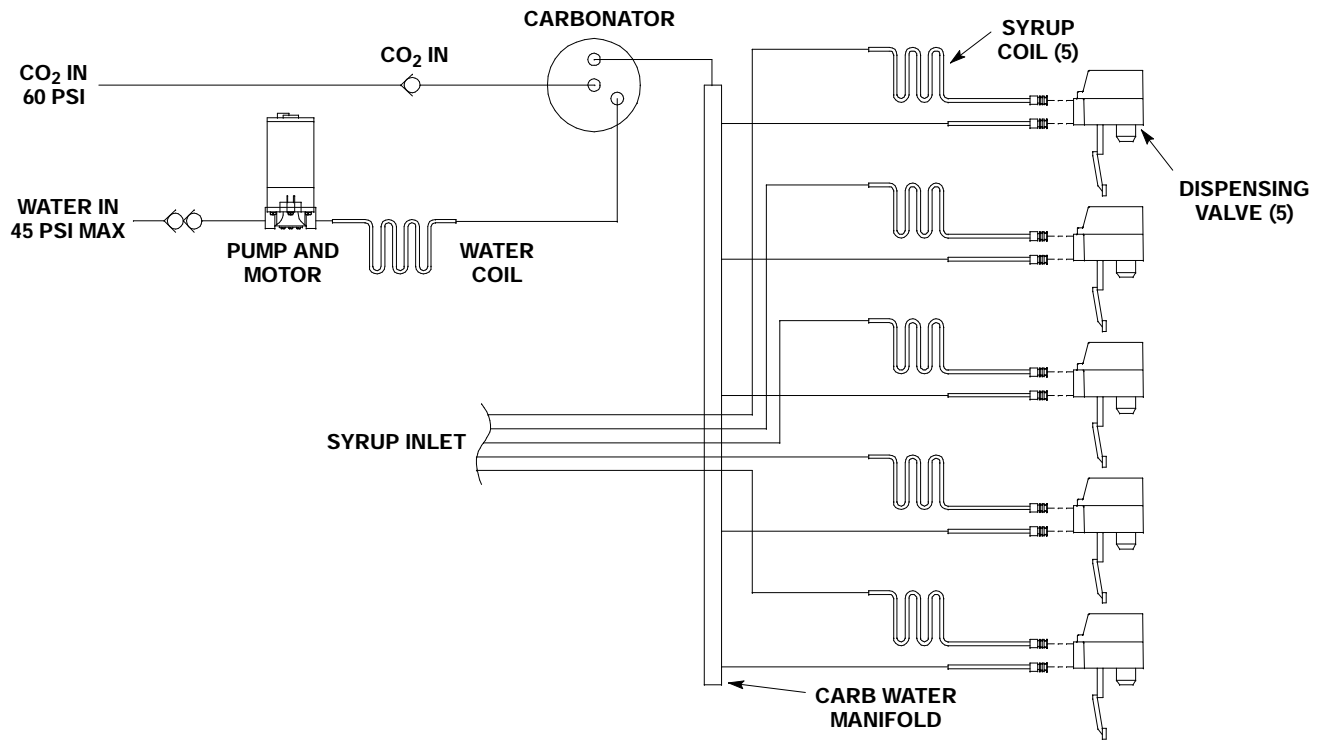 CARBONATOR
CO₂ IN
CO₂ IN
60 PSI
SYRUP
COIL (5)
DISPENSING
VALVE (5)
WATER IN
45 PSI MAX
PUMP AND
MOTOR
WATER
COIL
SYRUP INLET
CARB WATER
MANIFOLD